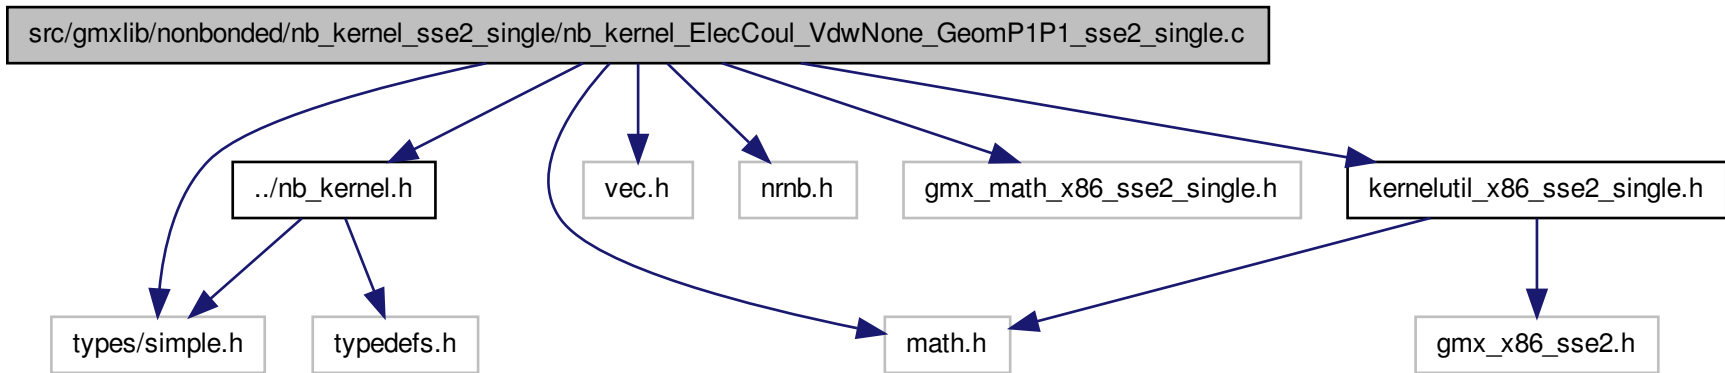 src/gmxlib/nonbonded/nb_kernel_sse2_single/nb_kernel_ElecCoul_VdwNone_GeomP1P1_sse2_single.c
../nb_kernel.h
vec.h
nrnb.h
gmx_math_x86_sse2_single.h
kernelutil_x86_sse2_single.h
types/simple.h
typedefs.h
math.h
gmx_x86_sse2.h